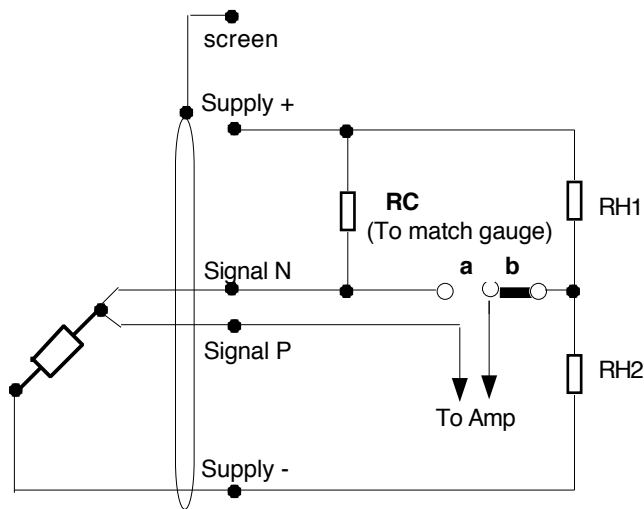 screen
Supply +
RC
(To match gauge)
RH1
Signal N
a b
Signal P
RH2
To Amp
Supply -